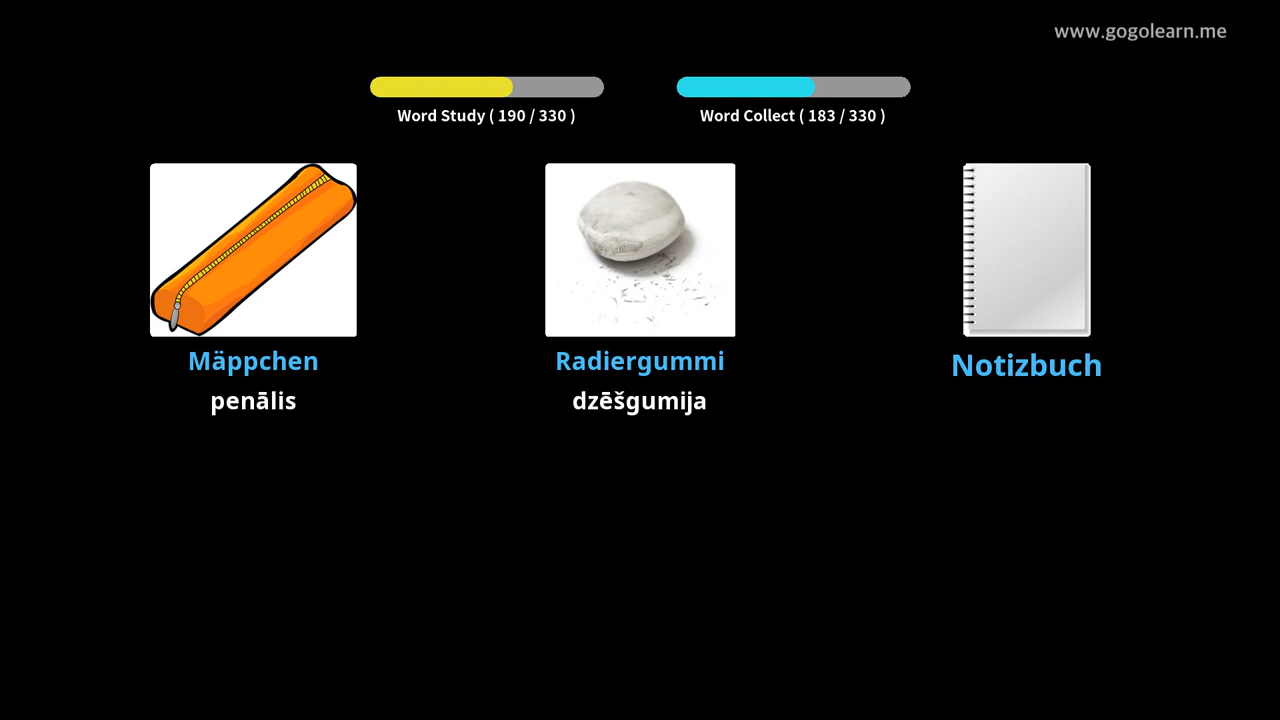 www.gogolearn.me
Word Study ( 190 / 330 )
Word Collect ( 183 / 330 )
Mäppchen
penālis
Radiergummi
dzēšgumija
Notizbuch